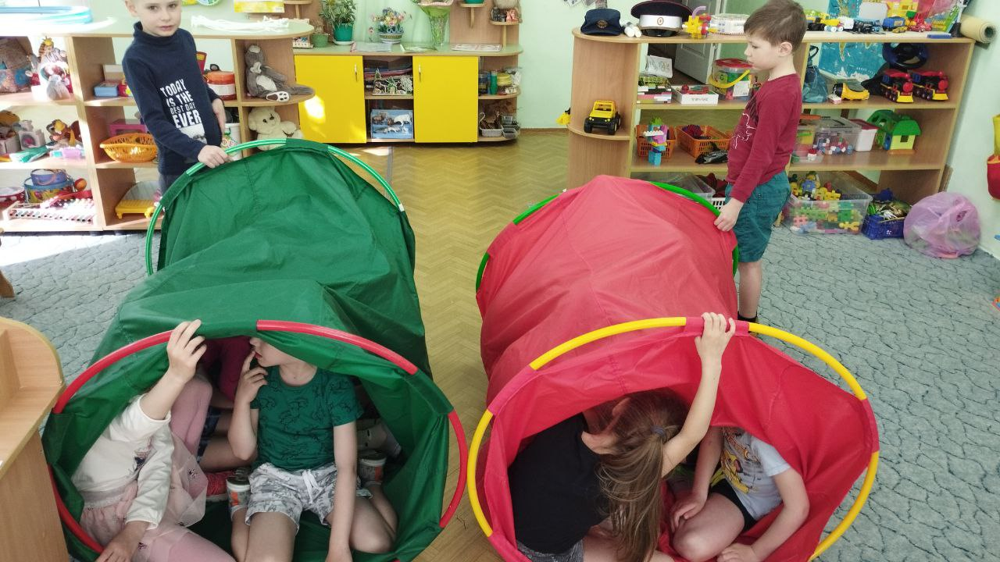 TODAY
IS THE
BEST DAY
EVER